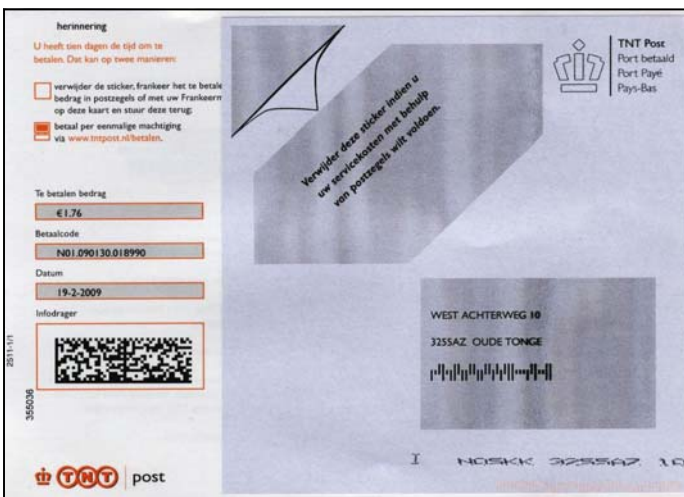 herinnering
U heeft tien dagen de tijd om te
betalen. Dat kan op twee manieren:
verwijder de sticker, frankeer het te betale
bedrag in postzegels of met uw Frankeerm
op deze kaart en stuur deze terug;
betaal per eenmalige machtiging
via www.tntpost.nl/betalen.
Te betalen bedrag
€1.76
Betaalcode
N01.090130.018990
Datum
19-2-2009
Infodrager
2511-1/1
355036
TNT post
Verwijder deze sticker indien u
uw servicekosten met behulp
van postzegels wilt voldoen.
TNT Post
Port betaald
Port Payé
Pays-Bas
WEST ACHTERWEG 10
3255AZ OUDE TONGE
I NOSKK 3255AZ 10